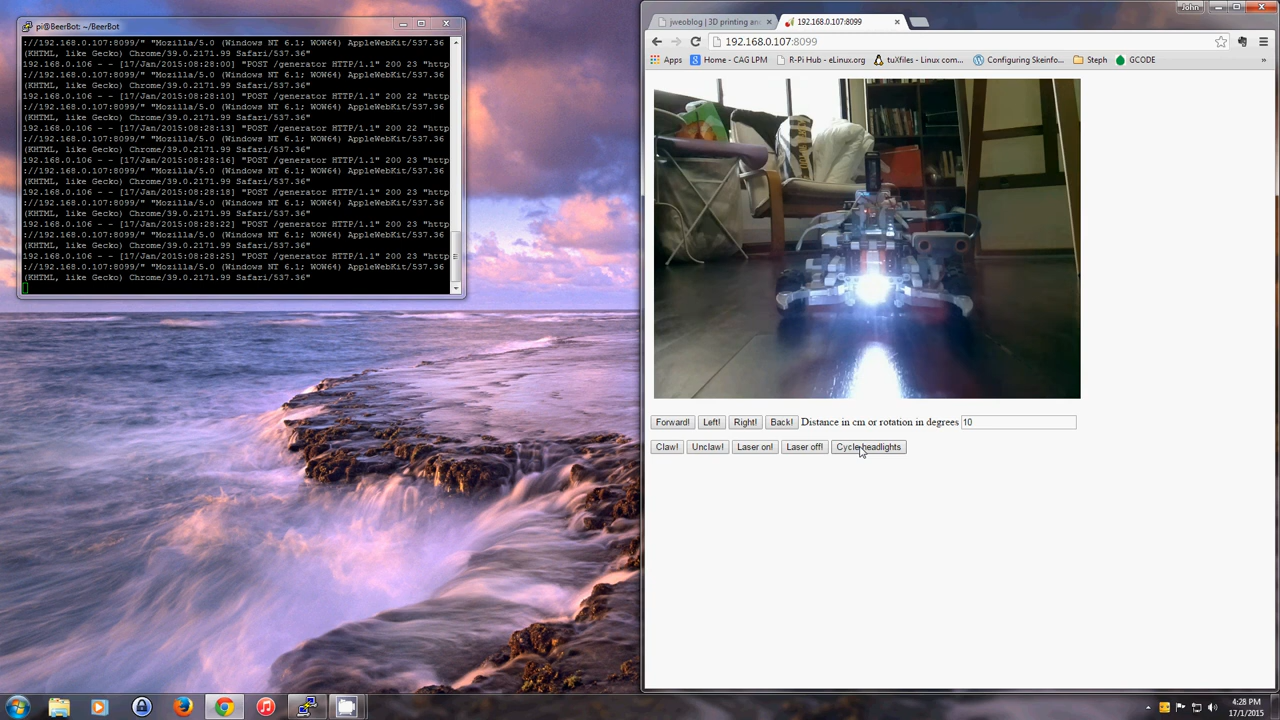 pi@BeerBot: ~/BeerBot
://192.168.0.107:8099/" "Mozilla/5.0 (Windows NT 6.1; WOW64) AppleWebKit/537.36
(KHTML, like Gecko) Chrome/39.0.2171.99 Safari/537.36"
192.168.0.106 - - [17/Jan/2015:08:28:00] "POST /generator HTTP/1.1" 200 23 "http
://192.168.0.107:8099/" "Mozilla/5.0 (Windows NT 6.1; WOW64) AppleWebKit/537.36
(KHTML, like Gecko) Chrome/39.0.2171.99 Safari/537.36"
192.168.0.106 - - [17/Jan/2015:08:28:10] "POST /generator HTTP/1.1" 200 22 "http
://192.168.0.107:8099/" "Mozilla/5.0 (Windows NT 6.1; WOW64) AppleWebKit/537.36
(KHTML, like Gecko) Chrome/39.0.2171.99 Safari/537.36"
192.168.0.106 - - [17/Jan/2015:08:28:13] "POST /generator HTTP/1.1" 200 22 "http
://192.168.0.107:8099/" "Mozilla/5.0 (Windows NT 6.1; WOW64) AppleWebKit/537.36
(KHTML, like Gecko) Chrome/39.0.2171.99 Safari/537.36"
192.168.0.106 - - [17/Jan/2015:08:28:16] "POST /generator HTTP/1.1" 200 23 "http
://192.168.0.107:8099/" "Mozilla/5.0 (Windows NT 6.1; WOW64) AppleWebKit/537.36
(KHTML, like Gecko) Chrome/39.0.2171.99 Safari/537.36"
192.168.0.106 - - [17/Jan/2015:08:28:18] "POST /generator HTTP/1.1" 200 23 "http
://192.168.0.107:8099/" "Mozilla/5.0 (Windows NT 6.1; WOW64) AppleWebKit/537.36
(KHTML, like Gecko) Chrome/39.0.2171.99 Safari/537.36"
192.168.0.106 - - [17/Jan/2015:08:28:22] "POST /generator HTTP/1.1" 200 23 "http
://192.168.0.107:8099/" "Mozilla/5.0 (Windows NT 6.1; WOW64) AppleWebKit/537.36
(KHTML, like Gecko) Chrome/39.0.2171.99 Safari/537.36"
192.168.0.106 - - [17/Jan/2015:08:28:25] "POST /generator HTTP/1.1" 200 23 "http
://192.168.0.107:8099/" "Mozilla/5.0 (Windows NT 6.1; WOW64) AppleWebKit/537.36
(KHTML, like Gecko) Chrome/39.0.2171.99 Safari/537.36"
John
jweoblog | 3D printing an 192.168.0.107:8099
192.168.0.107:8099
Apps Home - CAG LPM R-Pi Hub - eLinux.org tuXfiles - Linux com... Configuring Skeinfo... Steph GCODE »
Forward! Left! Right! Back! Distance in cm or rotation in degrees 10
Claw! Unclaw! Laser on! Laser off! Cycle headlights
4:28 PM
17/1/2015